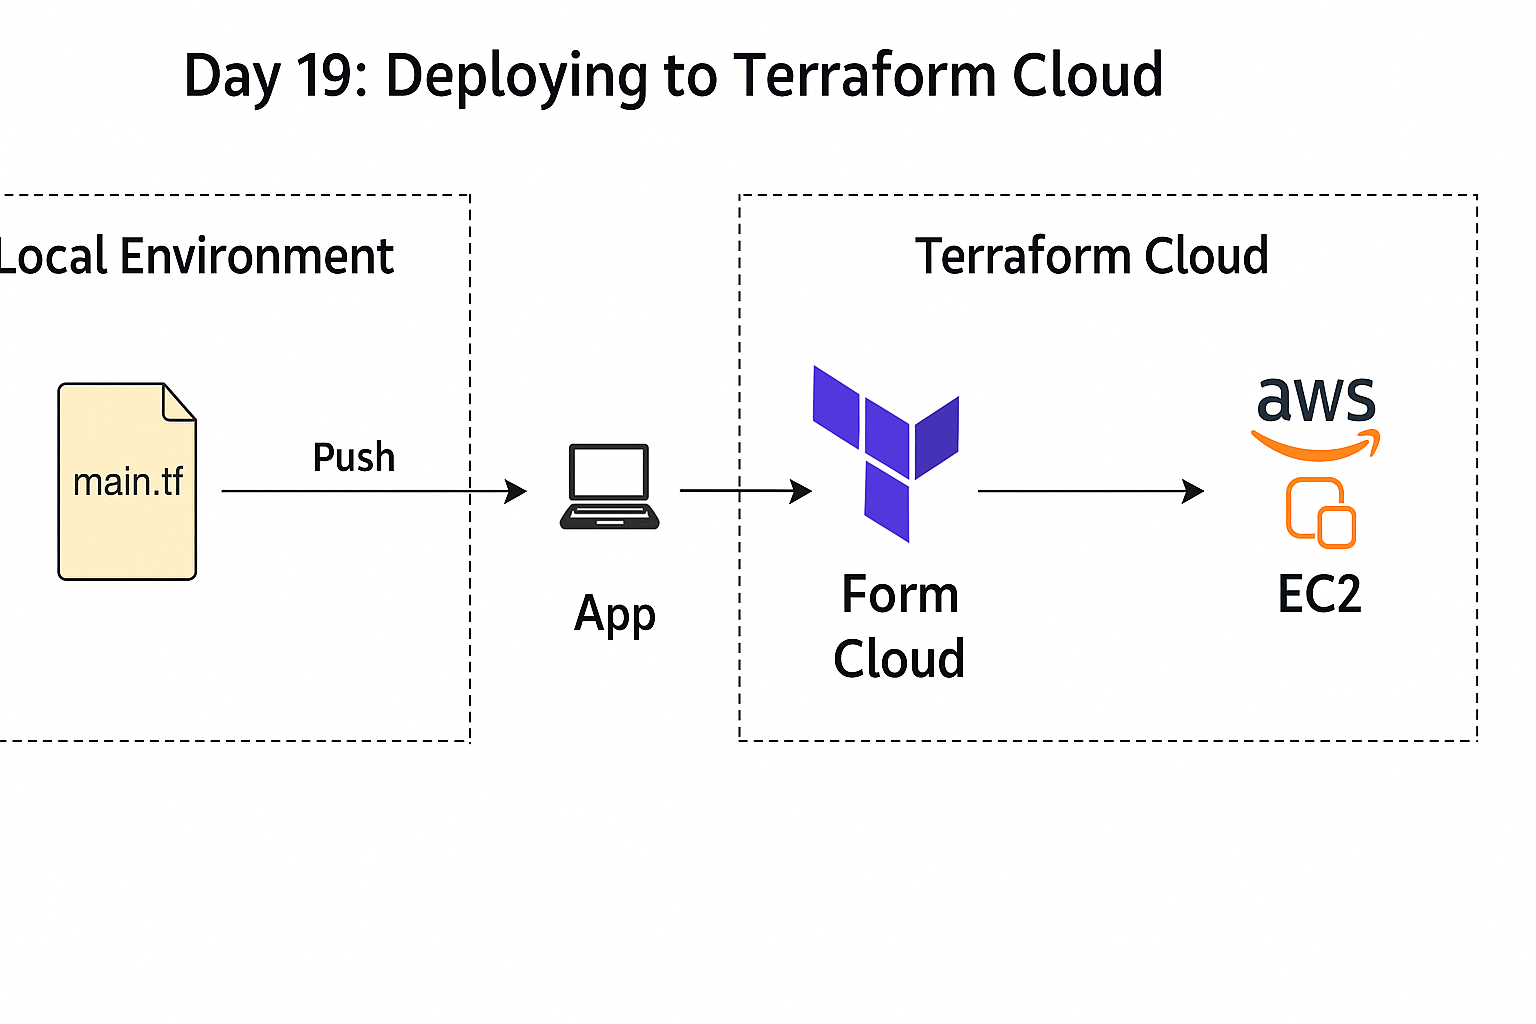 Day 19: Deploying to Terraform Cloud
Local Environment
main.tf
Push
App
Terraform Cloud
Form
Cloud
aws
EC2